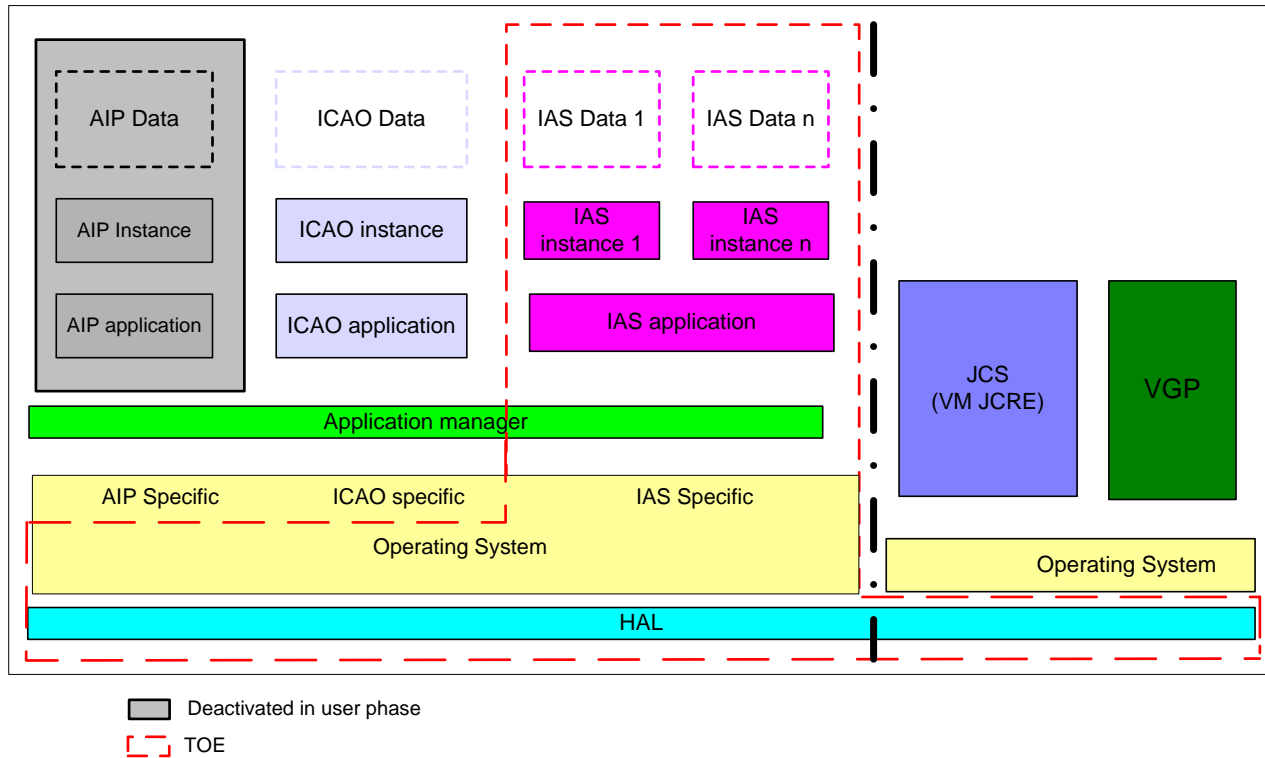 AIP Data
ICAO Data
IAS Data 1
IAS Data n
AIP Instance
ICAO instance
IAS
instance 1
IAS
instance n
AIP application
ICAO application
IAS application
JCS
(VM JCRE)
VGP
Application manager
AIP Specific
ICAO specific
IAS Specific
Operating System
Operating System
HAL
Deactivated in user phase
TOE